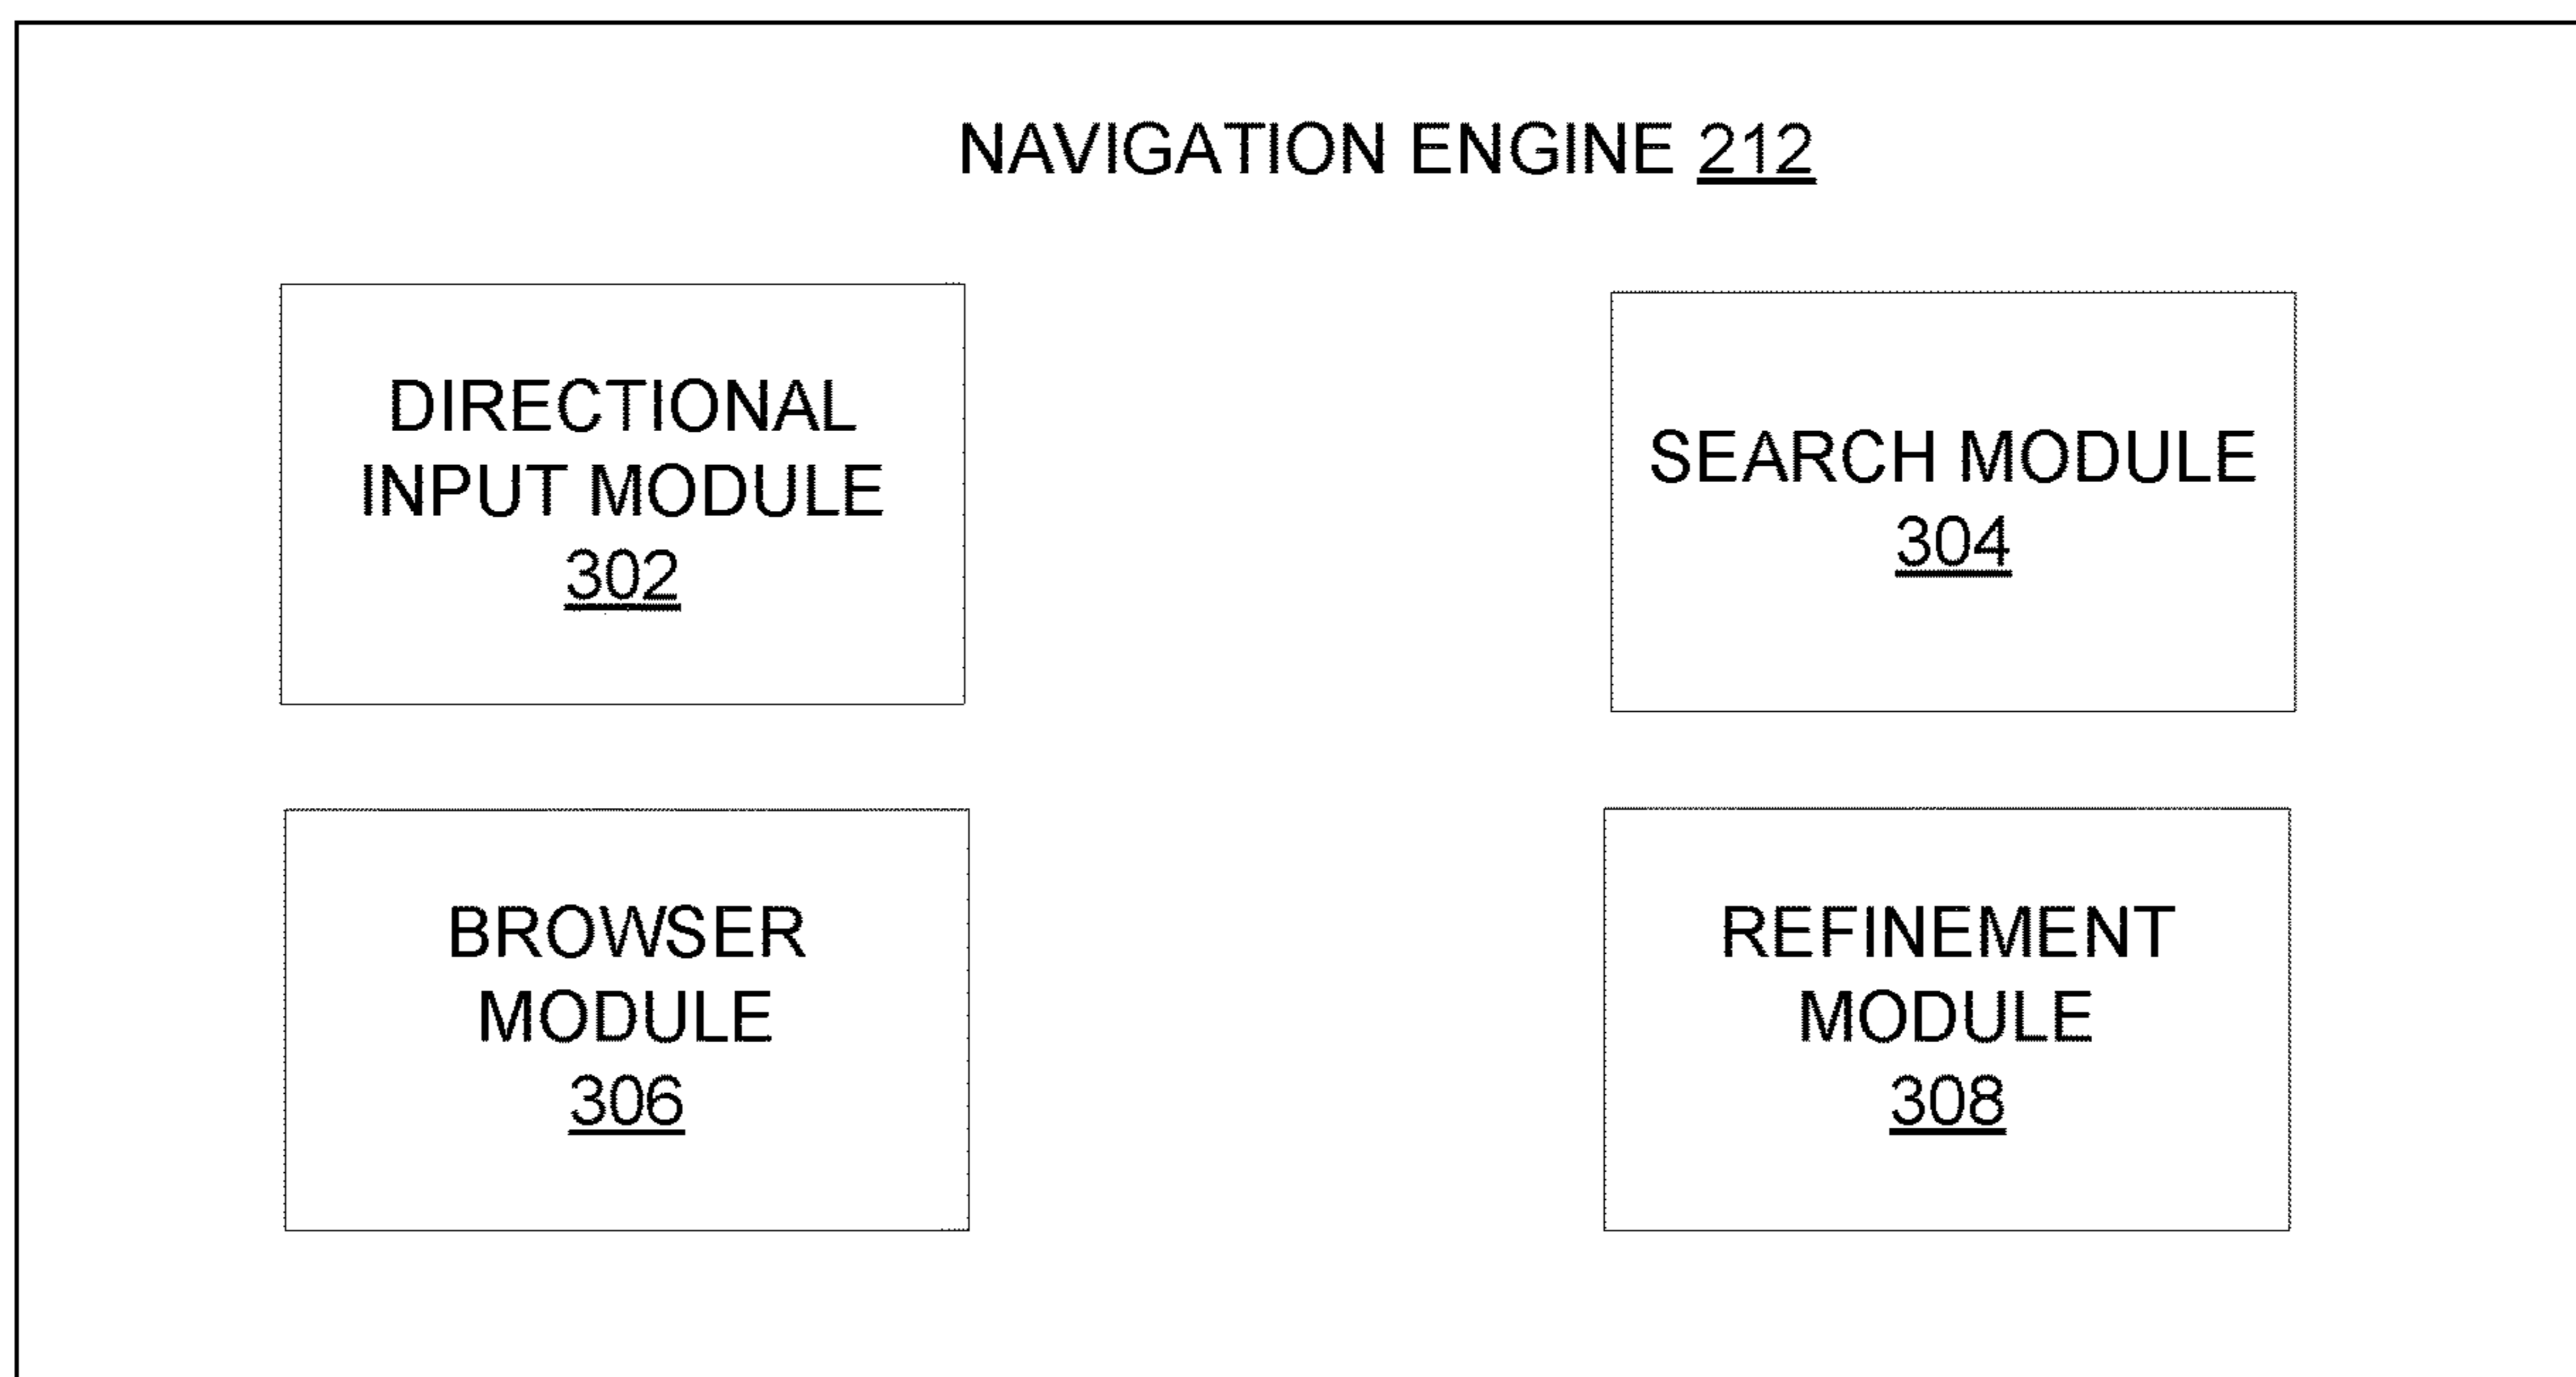 NAVIGATION ENGINE 212
DIRECTIONAL
INPUT MODULE
302
SEARCH MODULE
304
BROWSER
MODULE
306
REFINEMENT
MODULE
308